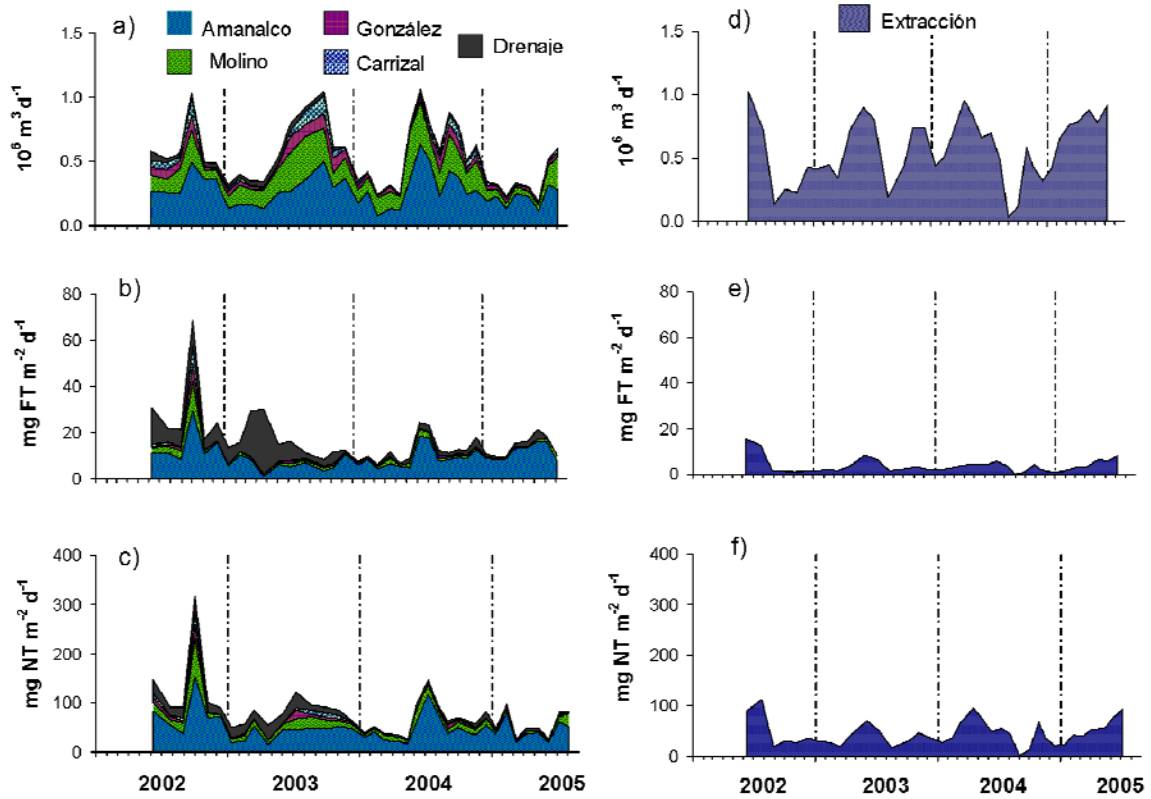 a)
Amanalco
González
Drenaje
Molino
Carrizal
1.5
1.0
0.5
0.0
10⁶ m³ d⁻¹
d)
Extracción
1.5
1.0
0.5
0.0
10⁶ m³ d⁻¹
b)
80
60
40
20
0
mg FT m⁻² d⁻¹
e)
80
60
40
20
0
mg FT m⁻² d⁻¹
c)
400
300
200
100
0
mg NT m⁻² d⁻¹
2002 2003 2004 2005
f)
400
300
200
100
0
mg NT m⁻² d⁻¹
2002 2003 2004 2005